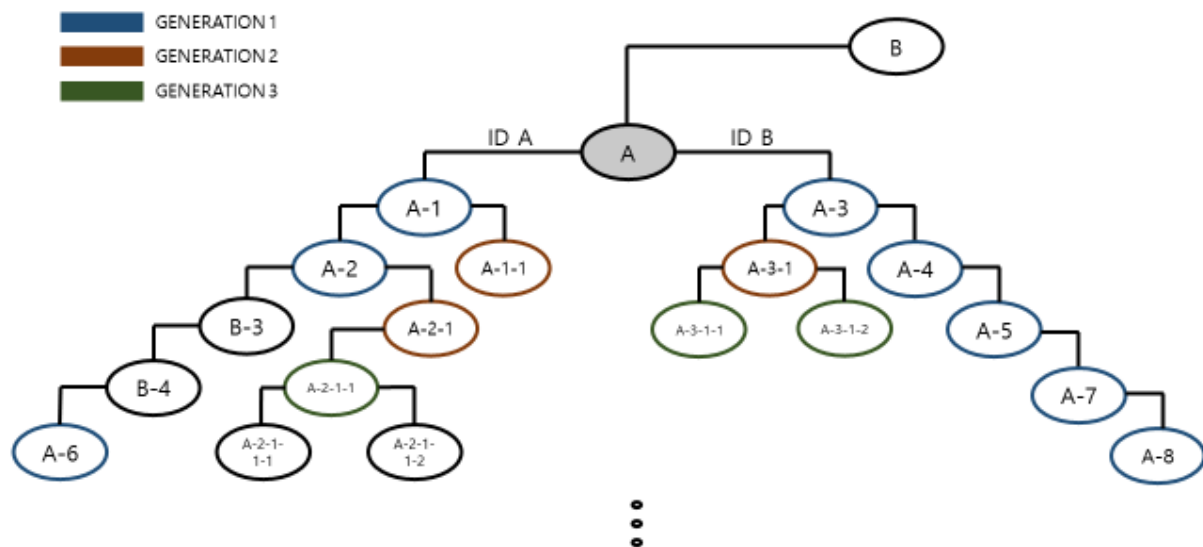 GENERATION 1
GENERATION 2
GENERATION 3
B
ID A
A
ID B
A-1
A-3
A-2
A-1-1
A-3-1
A-4
B-3
A-2-1
A-3-1-1
A-3-1-2
A-5
B-4
A-2-1-1
A-7
A-6
A-2-1-
1-1
A-2-1-
1-2
A-8